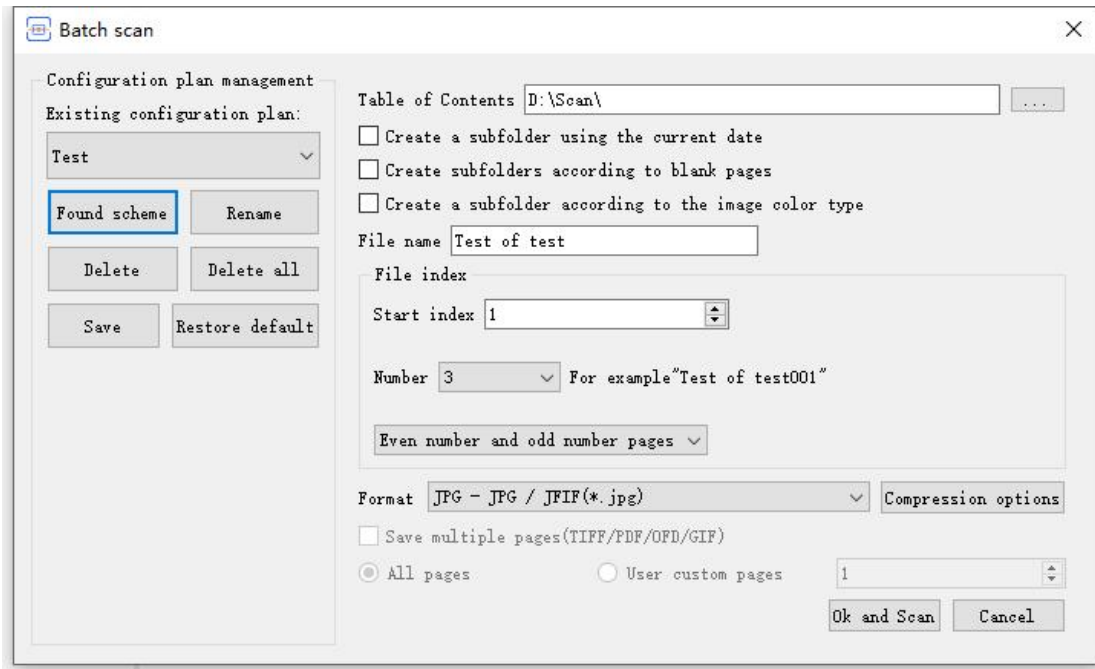 Batch scan
Configuration plan management
Existing configuration plan:
Test
Found scheme Rename
Delete Delete all
Save Restore default
Table of Contents D:\Scan\ ...
Create a subfolder using the current date
Create subfolders according to blank pages
Create a subfolder according to the image color type
File name Test of test
File index
Start index 1
Number 3 For example"Test of test001"
Even number and odd number pages
Format JPG - JPG / JFIF(*.jpg) Compression options
Save multiple pages(TIFF/PDF/OFD/GIF)
All pages User custom pages 1
Ok and Scan Cancel